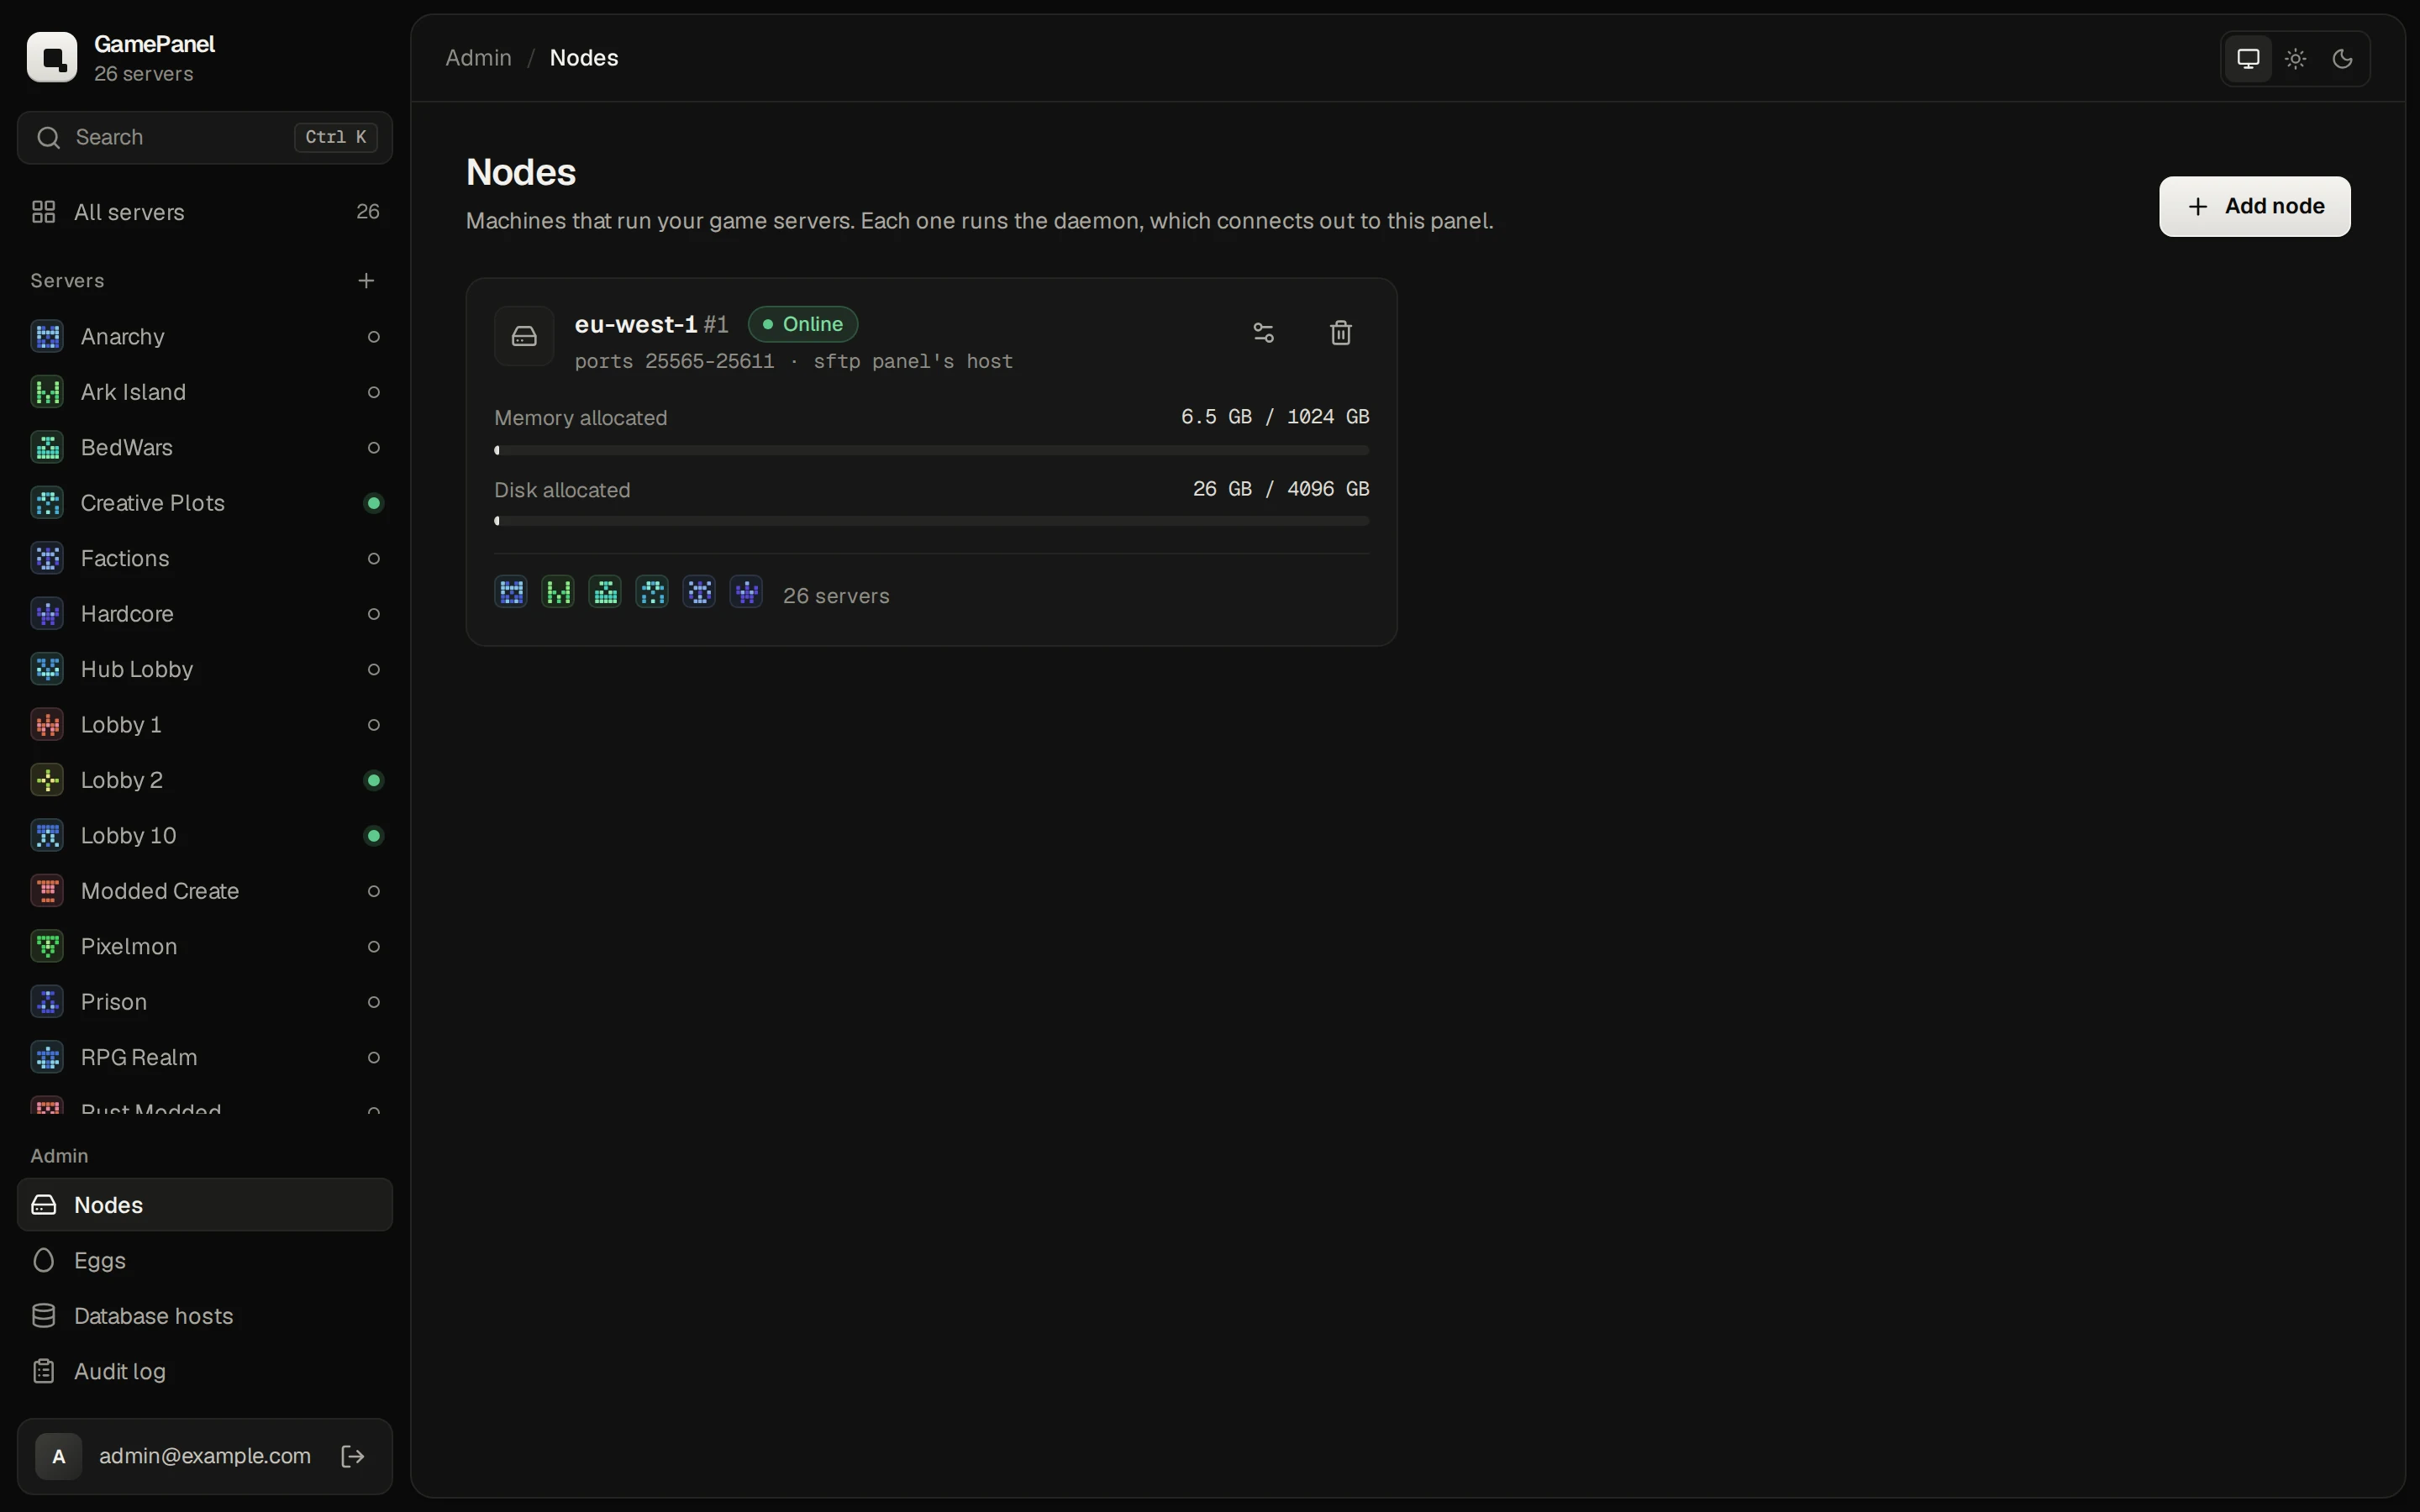 GamePanel
26 servers
Search
Ctrl K
All servers 26
Servers
Anarchy
Ark Island
BedWars
Creative Plots
Factions
Hardcore
Hub Lobby
Lobby 1
Lobby 2
Lobby 10
Modded Create
Pixelmon
Prison
RPG Realm
Rust Modded
Admin
Nodes
Eggs
Database hosts
Audit log
A admin@example.com
Admin / Nodes
Nodes
Machines that run your game servers. Each one runs the daemon, which connects out to this panel.
Add node
eu-west-1 #1 Online
ports 25565-25611 · sftp panel's host
Memory allocated 6.5 GB / 1024 GB
Disk allocated 26 GB / 4096 GB
26 servers